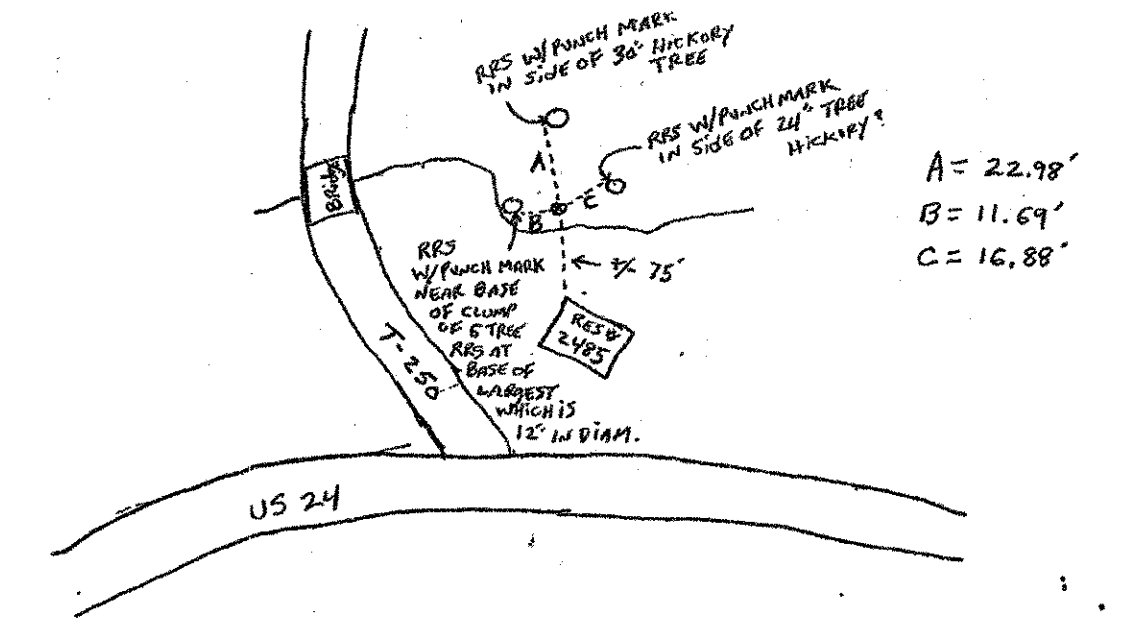 RRS W/PUNCH MARK
IN SIDE OF 30" HICKORY
TREE
RRS W/PUNCH MARK
IN SIDE OF 24" TREE
HICKORY?
A
B
C
A = 22.98'
B = 11.69'
C = 16.88'
Bridge
RRS
W/PUNCH MARK
NEAR BASE
OF CLUMP
OF 5 TREE
RRS AT
BASE OF
LARGEST
WHICH IS
12" IN DIAM.
+/- 75'
RES #
2485
T-250
US 24